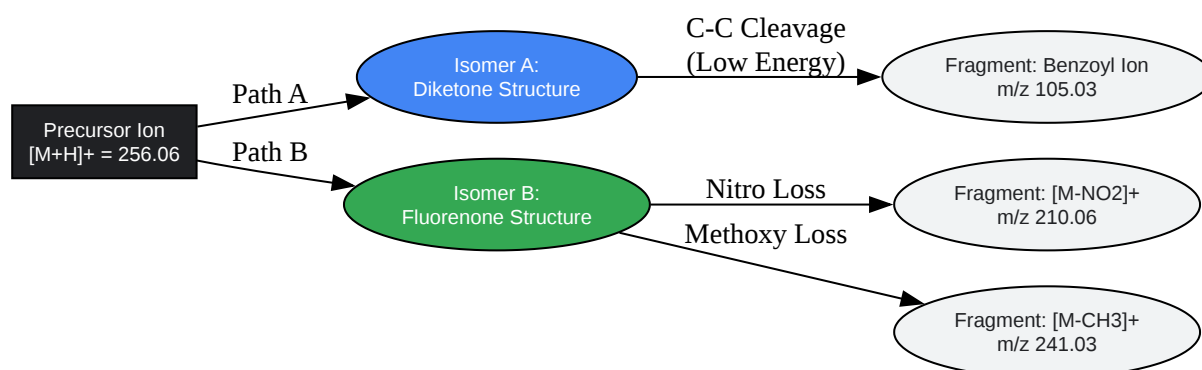 Precursor Ion
[M+H]+ = 256.06
Path A
Path B
Isomer A:
Diketone Structure
Isomer B:
Fluorenone Structure
C-C Cleavage
(Low Energy)
Nitro Loss
Methoxy Loss
Fragment: Benzoyl Ion
m/z 105.03
Fragment: [M-NO2]+
m/z 210.06
Fragment: [M-CH3]+
m/z 241.03